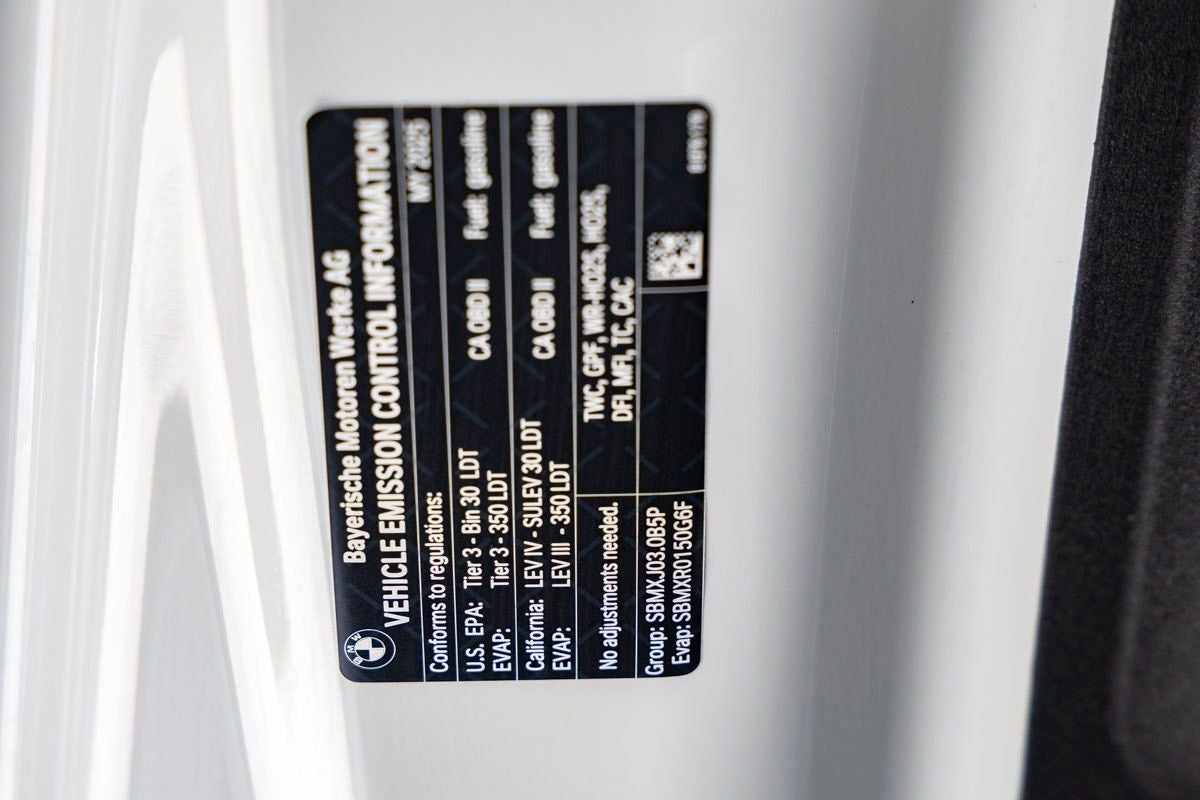 BMW
Bayerische Motoren Werke AG
VEHICLE EMISSION CONTROL INFORMATION
Conforms to regulations: MY 2025
U.S. EPA: Tier 3 - Bin 30 LDT CA OBD II Fuel: gasoline
EVAP: Tier 3 - 350 LDT
California: LEV IV - SULEV 30 LDT CA OBD II Fuel: gasoline
EVAP: LEV III - 350 LDT
No adjustments needed. TWC, GPF, WR-HO2S, HO2S,
DFI, MFI, TC, CAC
Group: SBMXJ03.0B5P
Evap: SBMXR0150G6F